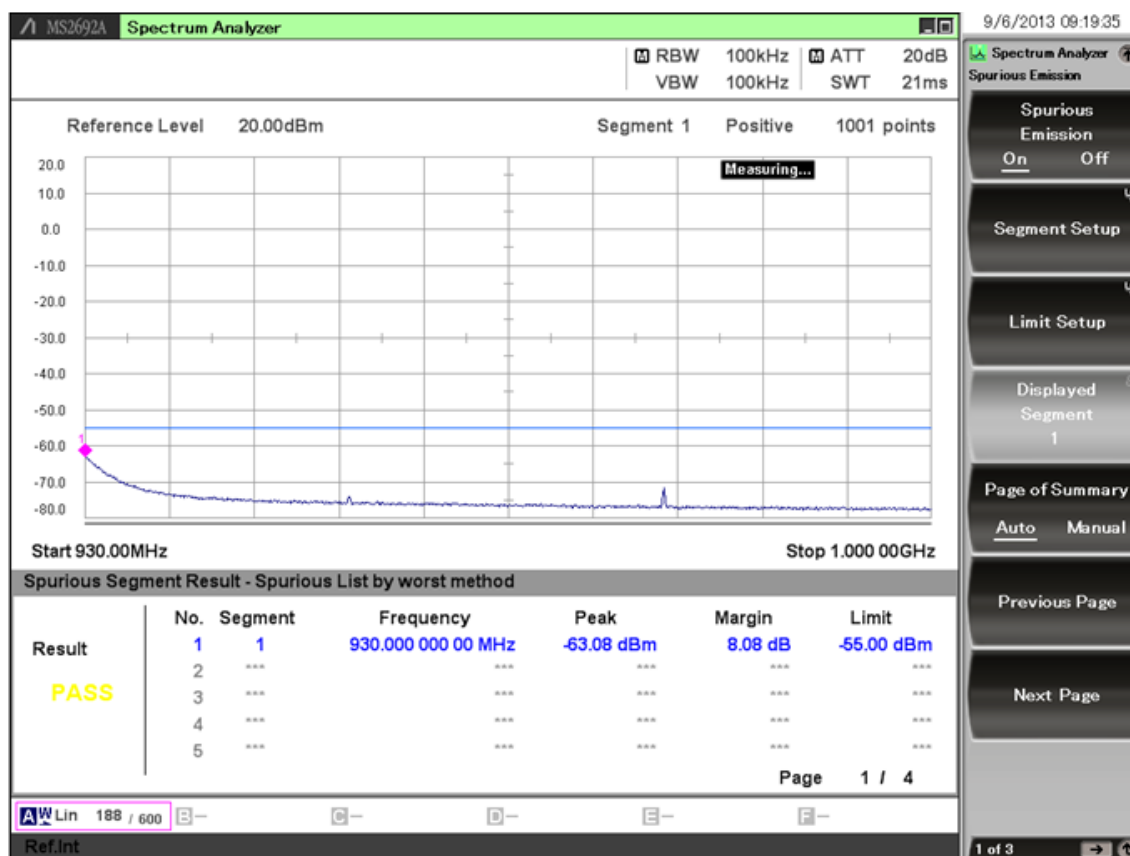 MS2692A Spectrum Analyzer
9/6/2013 09:19:35
M RBW 100kHz M ATT 20dB
VBW 100kHz SWT 21ms
Reference Level 20.00dBm Segment 1 Positive 1001 points
Measuring...
20.0
10.0
0.0
-10.0
-20.0
-30.0
-40.0
-50.0
-60.0
-70.0
-80.0
1
Start 930.00MHz Stop 1.000 00GHz
Spurious Segment Result - Spurious List by worst method
No. Segment Frequency Peak Margin Limit
Result
PASS
1 1 930.000 000 00 MHz -63.08 dBm 8.08 dB -55.00 dBm
2 *** *** *** *** ***
3 *** *** *** *** ***
4 *** *** *** *** ***
5 *** *** *** *** ***
Page 1 / 4
A W Lin 188 / 600 B- C- D- E- F-
Ref.Int
Spectrum Analyzer
Spurious Emission
Spurious
Emission
On Off
Segment Setup
Limit Setup
Displayed
Segment
1
Page of Summary
Auto Manual
Previous Page
Next Page
1 of 3